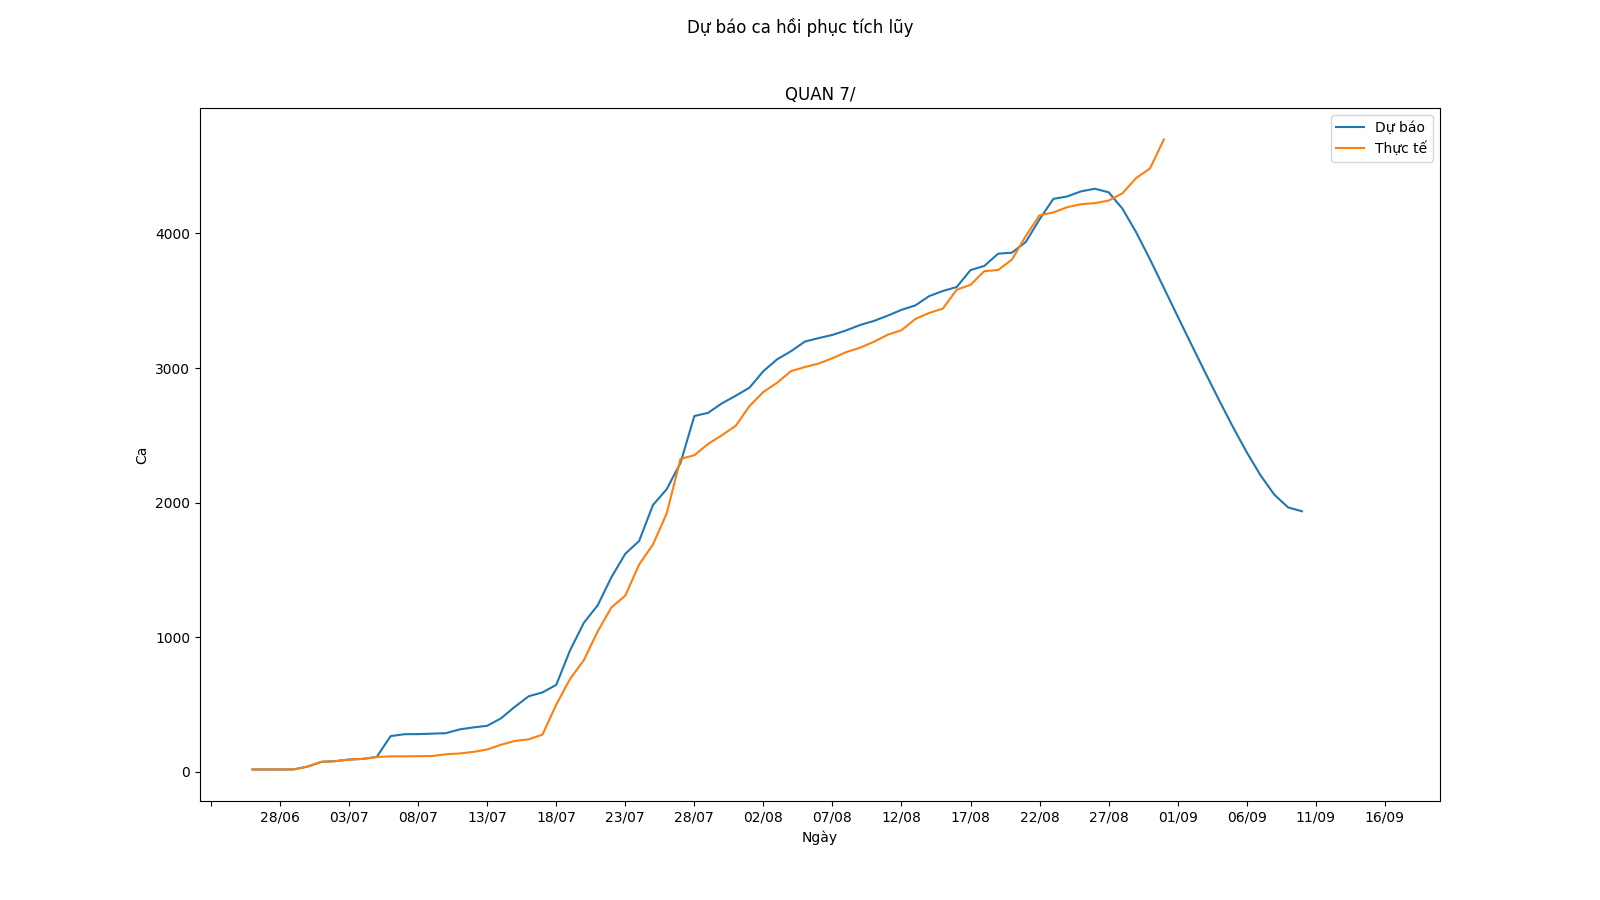 Dự báo ca hồi phục tích lũy
QUAN 7/
Dự báo
Thực tế
4000
3000
2000
1000
0
Ca
28/06 03/07 08/07 13/07 18/07 23/07 28/07 02/08 07/08 12/08 17/08 22/08 27/08 01/09 06/09 11/09 16/09
Ngày